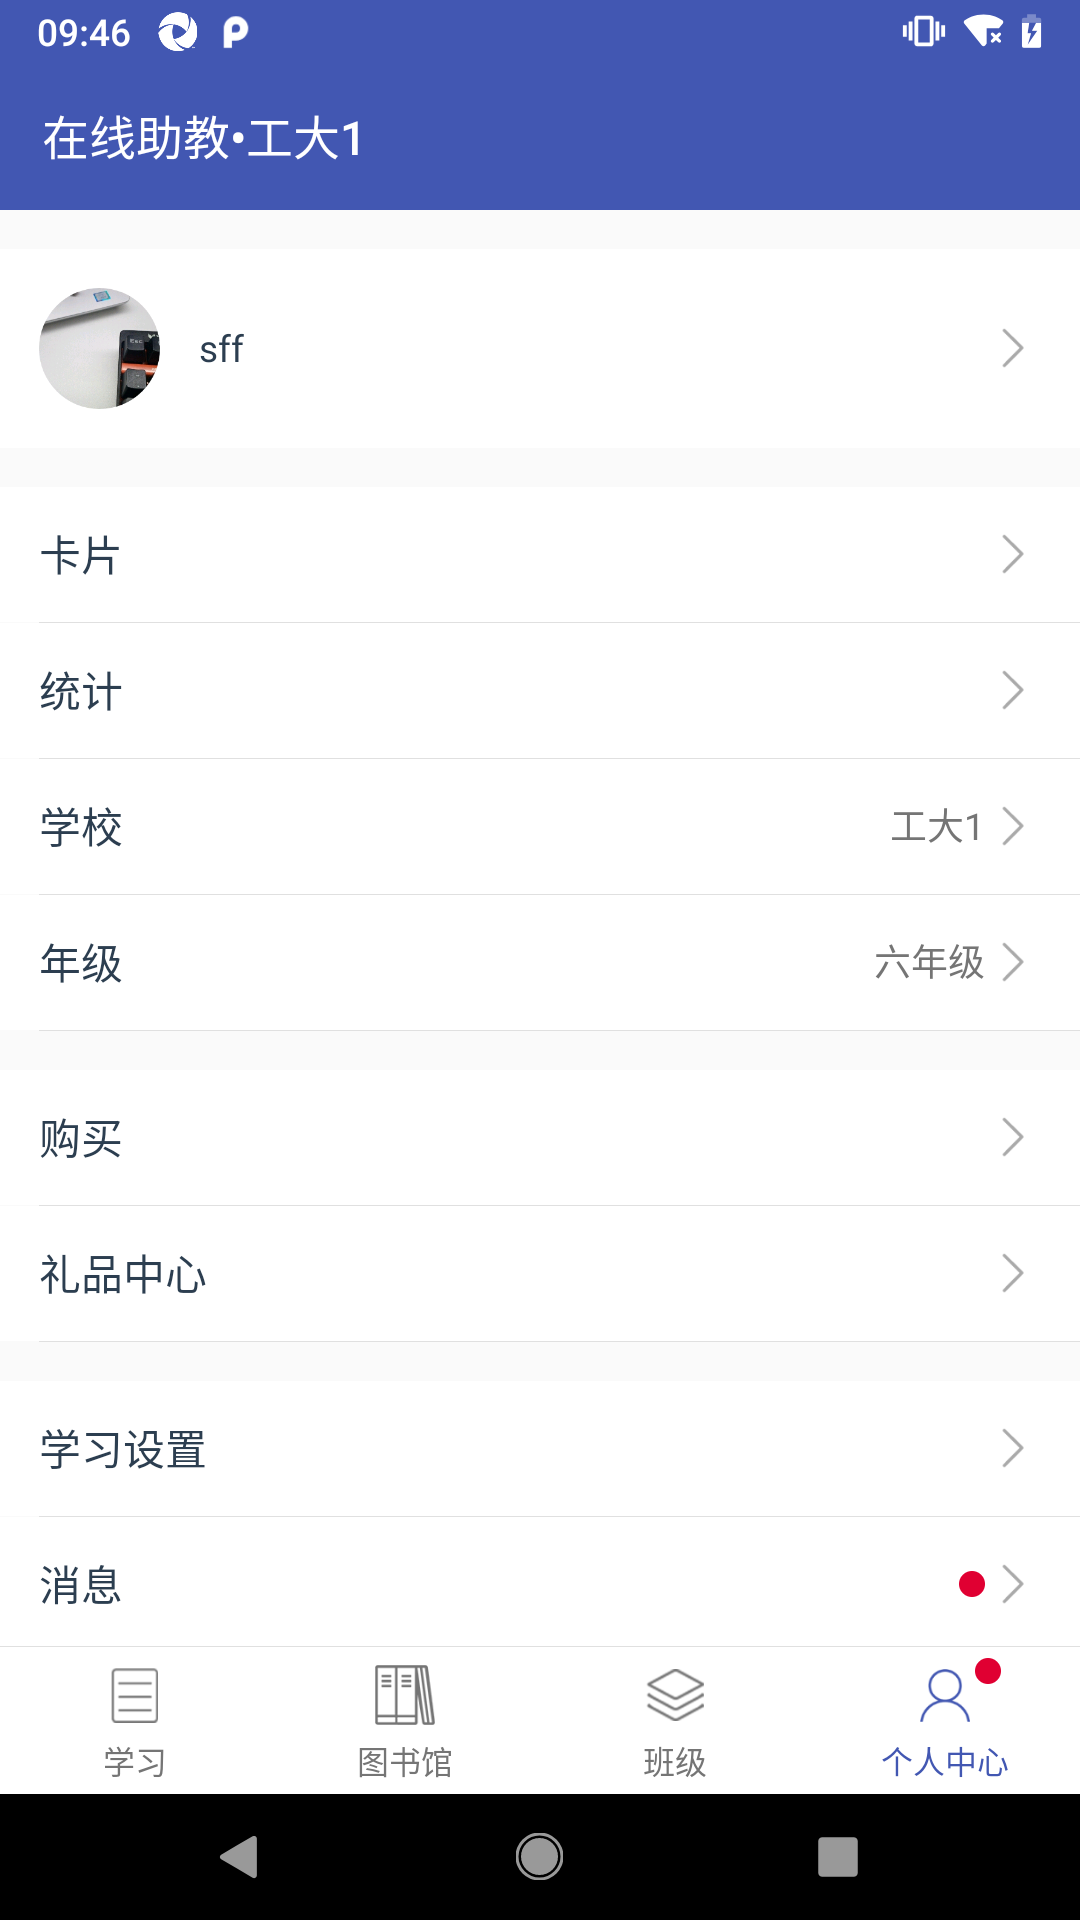 09:46
在线助教•工大1
sff
卡片
统计
学校 工大1
年级 六年级
购买
礼品中心
学习设置
消息
学习 图书馆 班级 个人中心